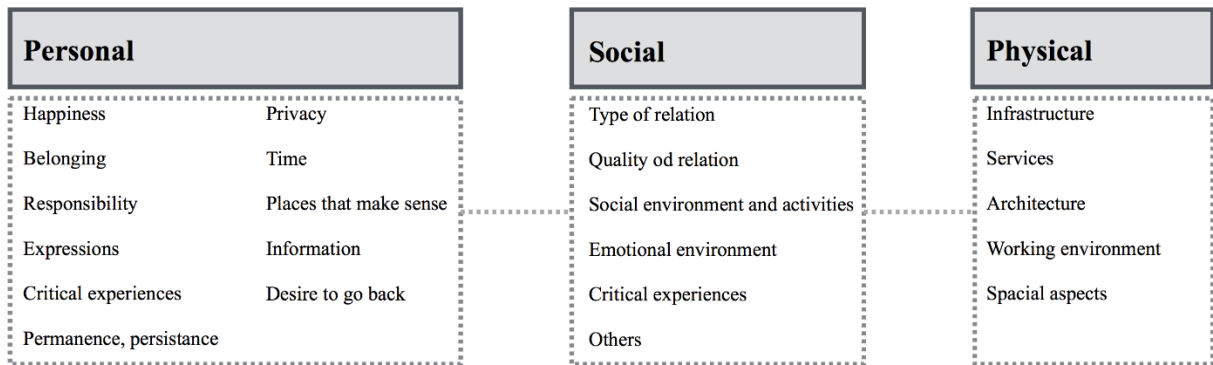 Personal
Happiness
Belonging
Responsibility
Expressions
Critical experiences
Permanence, persistance
Privacy
Time
Places that make sense
Information
Desire to go back
Social
Type of relation
Quality od relation
Social environment and activities
Emotional environment
Critical experiences
Others
Physical
Infrastructure
Services
Architecture
Working environment
Spacial aspects